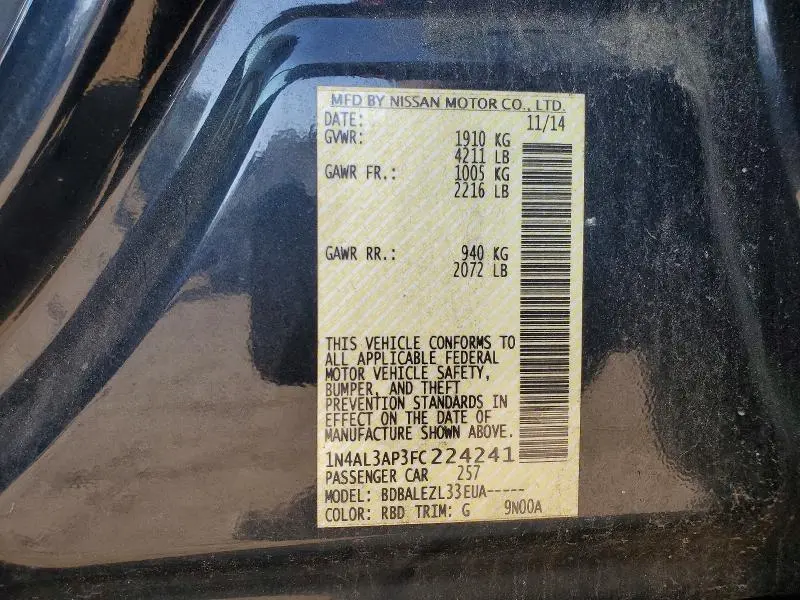 MFD BY NISSAN MOTOR CO., LTD.
DATE: 11/14
GVWR: 1910 KG
4211 LB
GAWR FR.: 1005 KG
2216 LB
GAWR RR.: 940 KG
2072 LB
THIS VEHICLE CONFORMS TO
ALL APPLICABLE FEDERAL
MOTOR VEHICLE SAFETY,
BUMPER, AND THEFT
PREVENTION STANDARDS IN
EFFECT ON THE DATE OF
MANUFACTURE SHOWN ABOVE.
1N4AL3AP3FC224241
PASSENGER CAR 257
MODEL: BDBALEZL33EUA-----
COLOR: RBD TRIM: G 9N00A